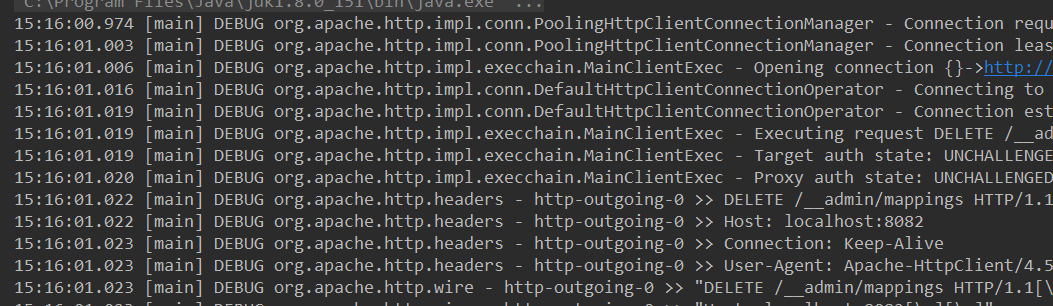 C:\Program Files\Java\jdk1.8.0_151\bin\java.exe" ...
15:16:00.974 [main] DEBUG org.apache.http.impl.conn.PoolingHttpClientConnectionManager - Connection requ
15:16:01.003 [main] DEBUG org.apache.http.impl.conn.PoolingHttpClientConnectionManager - Connection leas
15:16:01.006 [main] DEBUG org.apache.http.impl.execchain.MainClientExec - Opening connection {}->http://
15:16:01.016 [main] DEBUG org.apache.http.impl.conn.DefaultHttpClientConnectionOperator - Connecting to
15:16:01.019 [main] DEBUG org.apache.http.impl.conn.DefaultHttpClientConnectionOperator - Connection est
15:16:01.019 [main] DEBUG org.apache.http.impl.execchain.MainClientExec - Executing request DELETE /__ad
15:16:01.019 [main] DEBUG org.apache.http.impl.execchain.MainClientExec - Target auth state: UNCHALLENGE
15:16:01.020 [main] DEBUG org.apache.http.impl.execchain.MainClientExec - Proxy auth state: UNCHALLENGED
15:16:01.022 [main] DEBUG org.apache.http.headers - http-outgoing-0 >> DELETE /__admin/mappings HTTP/1.1
15:16:01.022 [main] DEBUG org.apache.http.headers - http-outgoing-0 >> Host: localhost:8082
15:16:01.023 [main] DEBUG org.apache.http.headers - http-outgoing-0 >> Connection: Keep-Alive
15:16:01.023 [main] DEBUG org.apache.http.headers - http-outgoing-0 >> User-Agent: Apache-HttpClient/4.5
15:16:01.023 [main] DEBUG org.apache.http.wire - http-outgoing-0 >> "DELETE /__admin/mappings HTTP/1.1[\